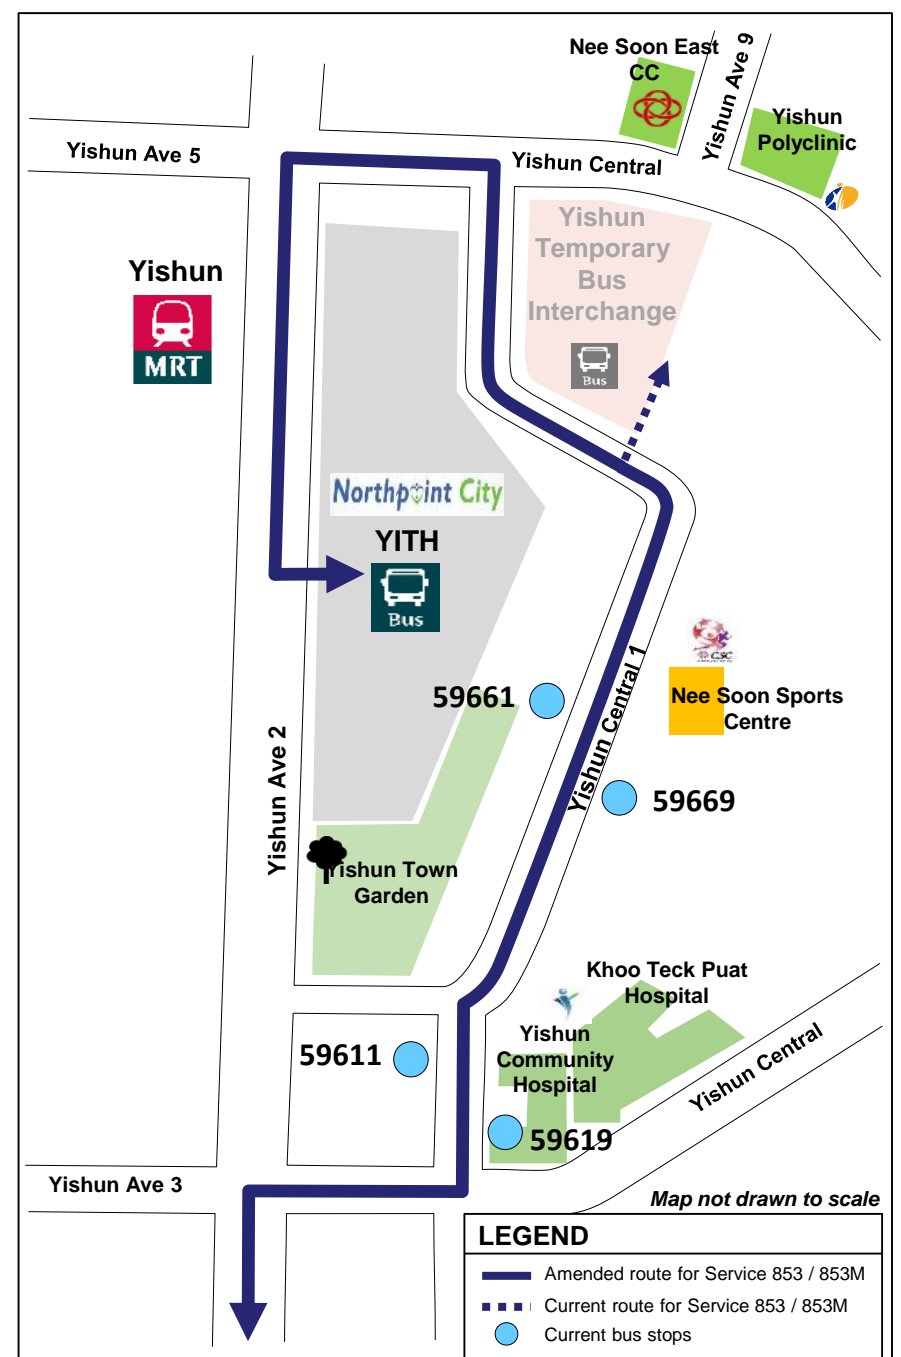 Nee Soon East
CC
Yishun Ave 9
Yishun
Polyclinic
Yishun Ave 5
Yishun Central
Yishun
Temporary
Bus
Interchange
Bus
Yishun
MRT
Northpoint City
YITH
Bus
59661
Nee Soon Sports
Centre
Yishun Central 1
59669
Yishun Ave 2
Yishun Town
Garden
Khoo Teck Puat
Hospital
Yishun
Community
Hospital
59611
59619
Yishun Central
Yishun Ave 3
Map not drawn to scale
LEGEND
Amended route for Service 853 / 853M
Current route for Service 853 / 853M
Current bus stops